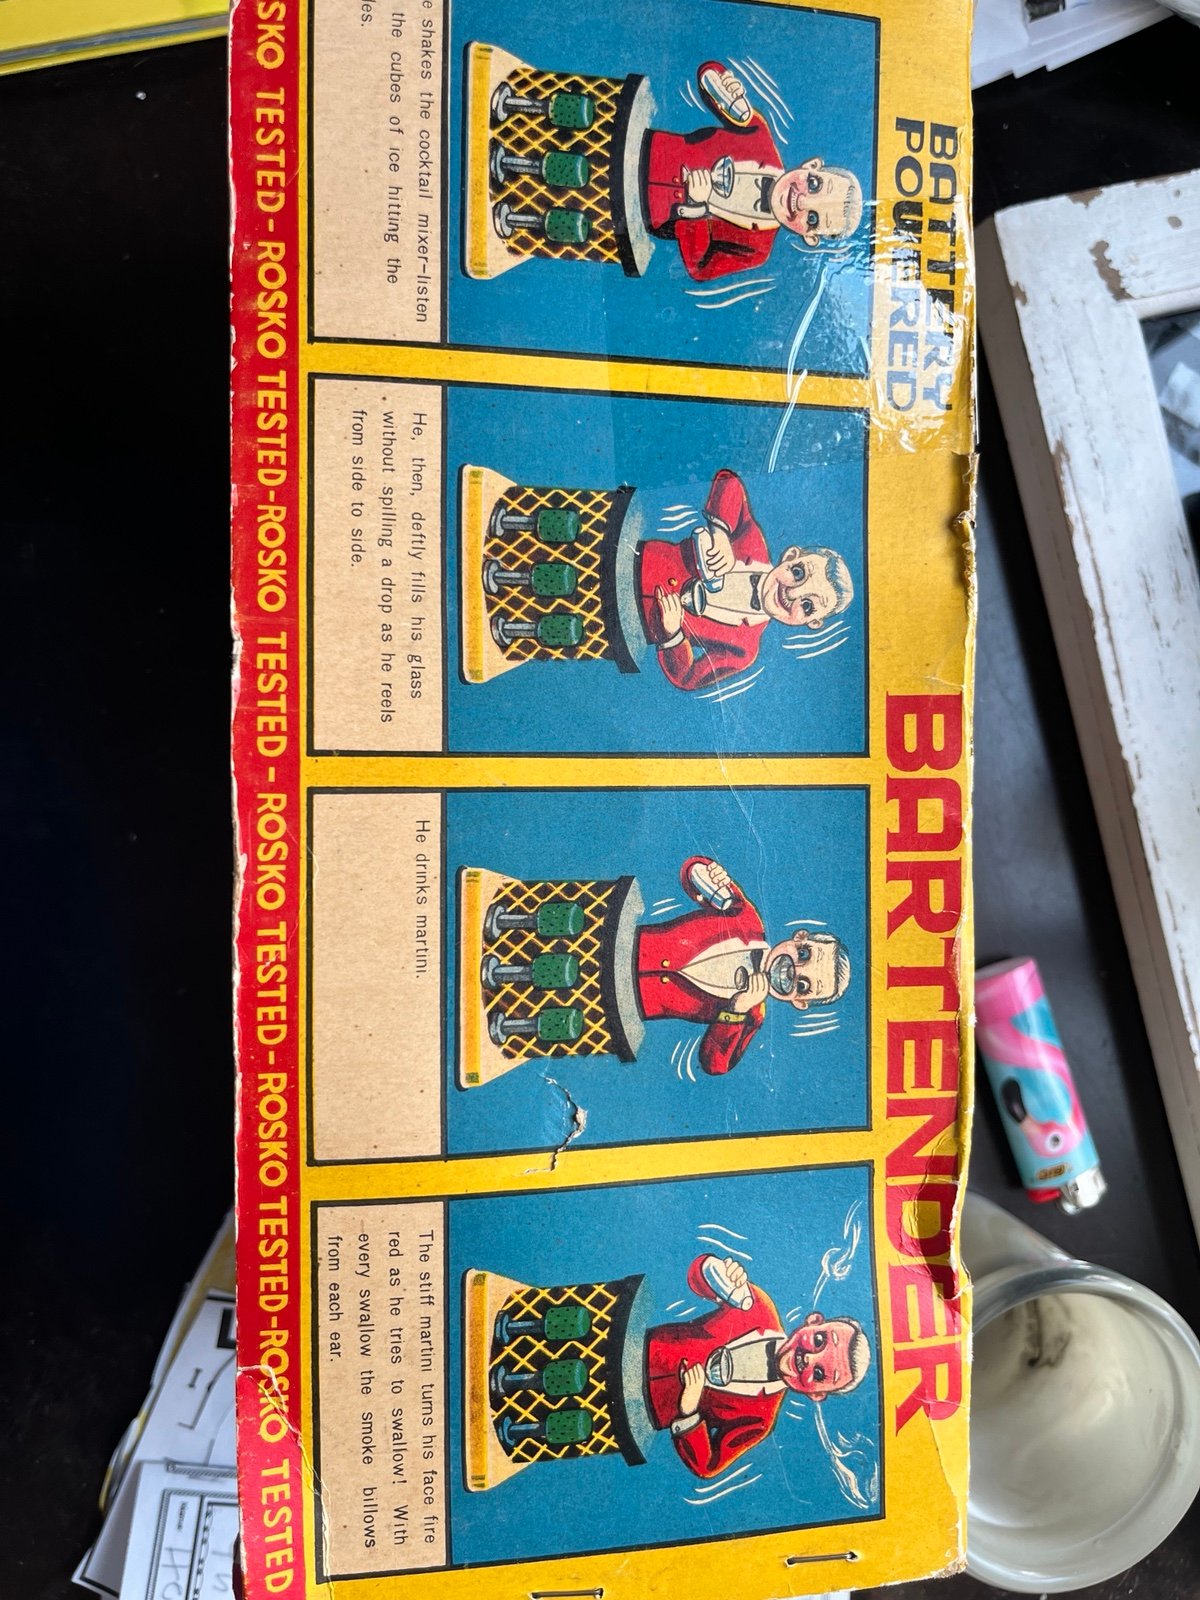 BATTERY
POWERED
BARTENDER
shakes the cocktail mixer-listen
the cubes of ice hitting the
He, then, deftly fills his glass
without spilling a drop as he reels
from side to side.
He drinks martini.
The stiff martini turns his face fire
red as he tries to swallow! With
every swallow the smoke billows
from each ear.
TESTED-ROSKO TESTED-ROSKO TESTED-ROSKO TESTED-ROSKO TESTED-ROSKO TESTED